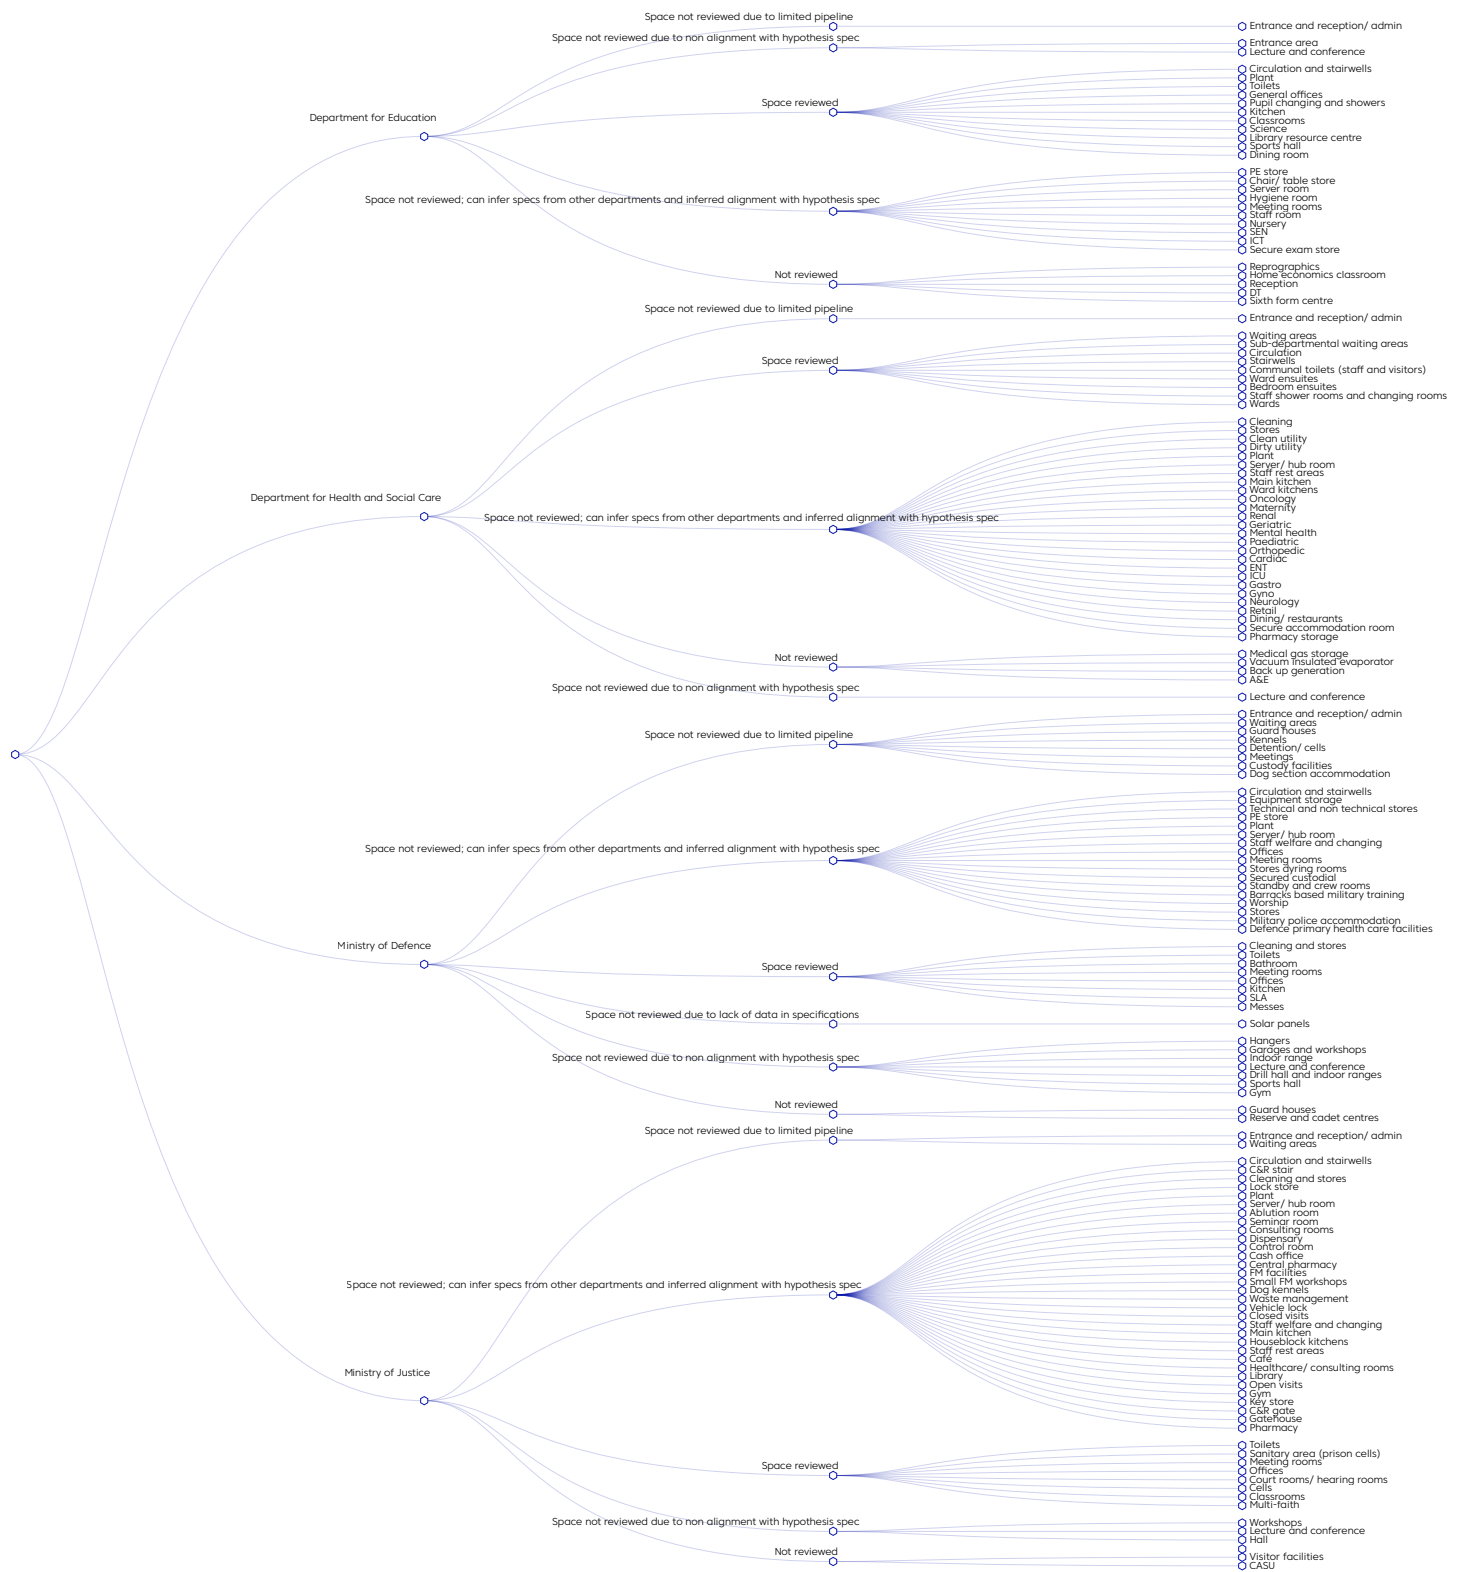 Space not reviewed due to limited pipeline
Entrance and reception/ admin
Space not reviewed due to non alignment with hypothesis spec
Entrance area
Lecture and conference
Department for Education
Space reviewed
Circulation and stairwells
Plant
Toilets
General offices
Pupil changing and showers
Kitchen
Classrooms
Science
Library resource centre
Sports hall
Dining room
Space not reviewed; can infer specs from other departments and inferred alignment with hypothesis spec
PE store
Chair/ table store
Server room
Hygiene room
Meeting rooms
Staff room
Nursery
SEN
ICT
Secure exam store
Not reviewed
Reprographics
Home economics classroom
Reception
DT
Sixth form centre
Space not reviewed due to limited pipeline
Entrance and reception/ admin
Space reviewed
Waiting areas
Sub-departmental waiting areas
Circulation
Stairwells
Communal toilets (staff and visitors)
Ward ensuites
Bedroom ensuites
Staff shower rooms and changing rooms
Wards
Department for Health and Social Care
Space not reviewed; can infer specs from other departments and inferred alignment with hypothesis spec
Cleaning
Stores
Clean utility
Dirty utility
Plant
Server/ hub room
Staff rest areas
Main kitchen
Ward kitchens
Oncology
Maternity
Renal
Geriatric
Mental health
Paediatric
Orthopedic
Cardiac
ENT
ICU
Gastro
Gyno
Neurology
Retail
Dining/ restaurants
Secure accommodation room
Pharmacy storage
Not reviewed
Medical gas storage
Vacuum insulated evaporator
Back up generation
A&E
Space not reviewed due to non alignment with hypothesis spec
Lecture and conference
Space not reviewed due to limited pipeline
Entrance and reception/ admin
Waiting areas
Guard houses
Kennels
Detention/ cells
Meetings
Custody facilities
Dog section accommodation
Space not reviewed; can infer specs from other departments and inferred alignment with hypothesis spec
Circulation and stairwells
Equipment storage
Technical and non technical stores
PE store
Plant
Server/ hub room
Staff welfare and changing
Offices
Meeting rooms
Stores dyring rooms
Secured custodial
Standby and crew rooms
Barracks based military training
Worship
Stores
Military police accommodation
Defence primary health care facilities
Ministry of Defence
Space reviewed
Cleaning and stores
Toilets
Bathroom
Meeting rooms
Offices
Kitchen
SLA
Messes
Space not reviewed due to lack of data in specifications
Solar panels
Space not reviewed due to non alignment with hypothesis spec
Hangers
Garages and workshops
Indoor range
Lecture and conference
Drill hall and indoor ranges
Sports hall
Gym
Not reviewed
Guard houses
Reserve and cadet centres
Space not reviewed due to limited pipeline
Entrance and reception/ admin
Waiting areas
Space not reviewed; can infer specs from other departments and inferred alignment with hypothesis spec
Circulation and stairwells
C&R stair
Cleaning and stores
Lock store
Plant
Server/ hub room
Ablution room
Seminar room
Consulting rooms
Dispensary
Control room
Cash office
Central pharmacy
FM facilities
Small FM workshops
Dog kennels
Waste management
Vehicle lock
Closed visits
Staff welfare and changing
Main kitchen
Houseblock kitchens
Staff rest areas
Café
Healthcare/ consulting rooms
Library
Open visits
Gym
Key store
C&R gate
Gatehouse
Pharmacy
Ministry of Justice
Space reviewed
Toilets
Sanitary area (prison cells)
Meeting rooms
Offices
Court rooms/ hearing rooms
Cells
Classrooms
Multi-faith
Space not reviewed due to non alignment with hypothesis spec
Workshops
Lecture and conference
Hall
Not reviewed
Visitor facilities
CASU